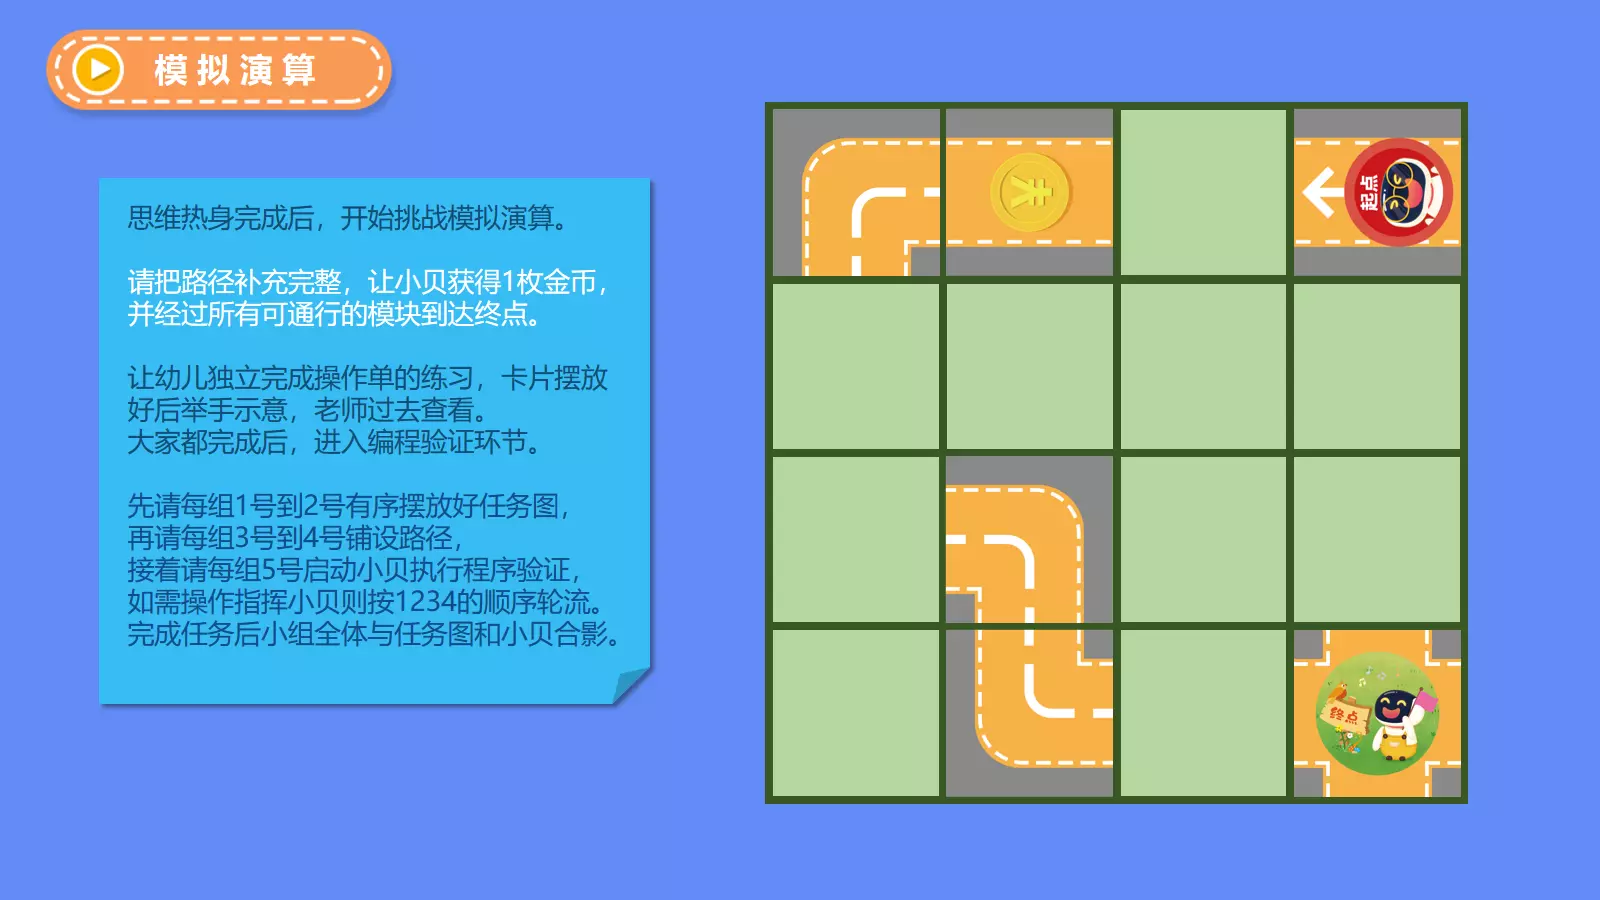 模拟演算
思维热身完成后，开始挑战模拟演算。
请把路径补充完整，让小贝获得1枚金币，
并经过所有可通行的模块到达终点。
让幼儿独立完成操作单的练习，卡片摆放
好后举手示意，老师过去查看。
大家都完成后，进入编程验证环节。
先请每组1号到2号有序摆放好任务图，
再请每组3号到4号铺设路径，
接着请每组5号启动小贝执行程序验证，
如需操作指挥小贝则按1234的顺序轮流。
完成任务后小组全体与任务图和小贝合影。
起点
终点